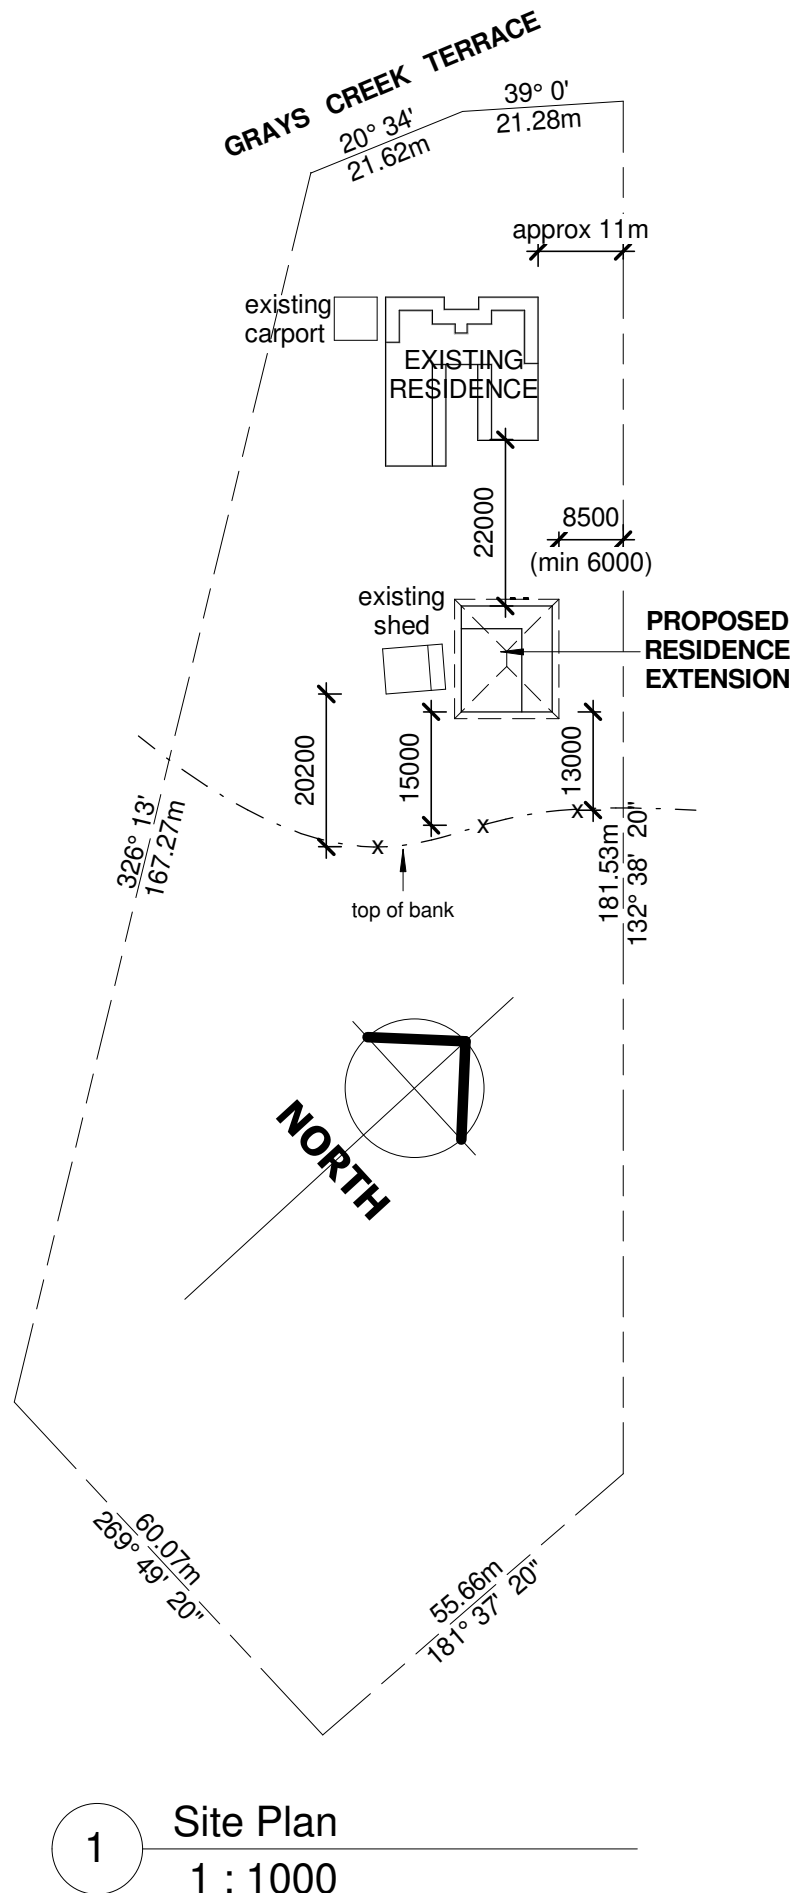 GRAYS CREEK TERRACE
39° 0'
21.28m
20° 34'
21.62m
approx 11m
existing
carport
EXISTING
RESIDENCE
22000
8500
(min 6000)
existing
shed
PROPOSED
RESIDENCE
EXTENSION
20200
15000
13000
x
x
x
326° 13'
167.27m
181.53m
132° 38' 20"
top of bank
NORTH
60.07m
269° 49' 20"
55.66m
181° 37' 20"
1
Site Plan
1 : 1000